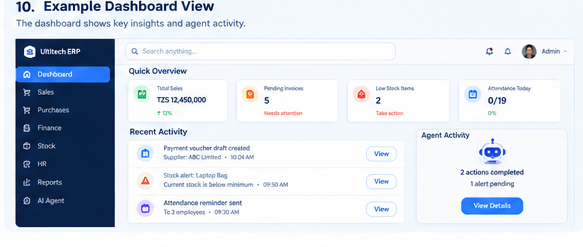 10. Example Dashboard View
The dashboard shows key insights and agent activity.
Ultitech ERP
Search anything...
Admin
Dashboard
Sales
Purchases
Finance
Stock
HR
Reports
AI Agent
Quick Overview
Total Sales
TZS 12,450,000
↑ 12%
Pending Invoices
5
Needs attention
Low Stock Items
2
Take action
Attendance Today
0/19
0%
Recent Activity
Payment voucher draft created
Supplier: ABC Limited • 10:24 AM
View
Stock alert: Laptop Bag
Current stock is below minimum • 09:50 AM
View
Attendance reminder sent
To 3 employees • 09:30 AM
View
Agent Activity
2 actions completed
1 alert pending
View Details